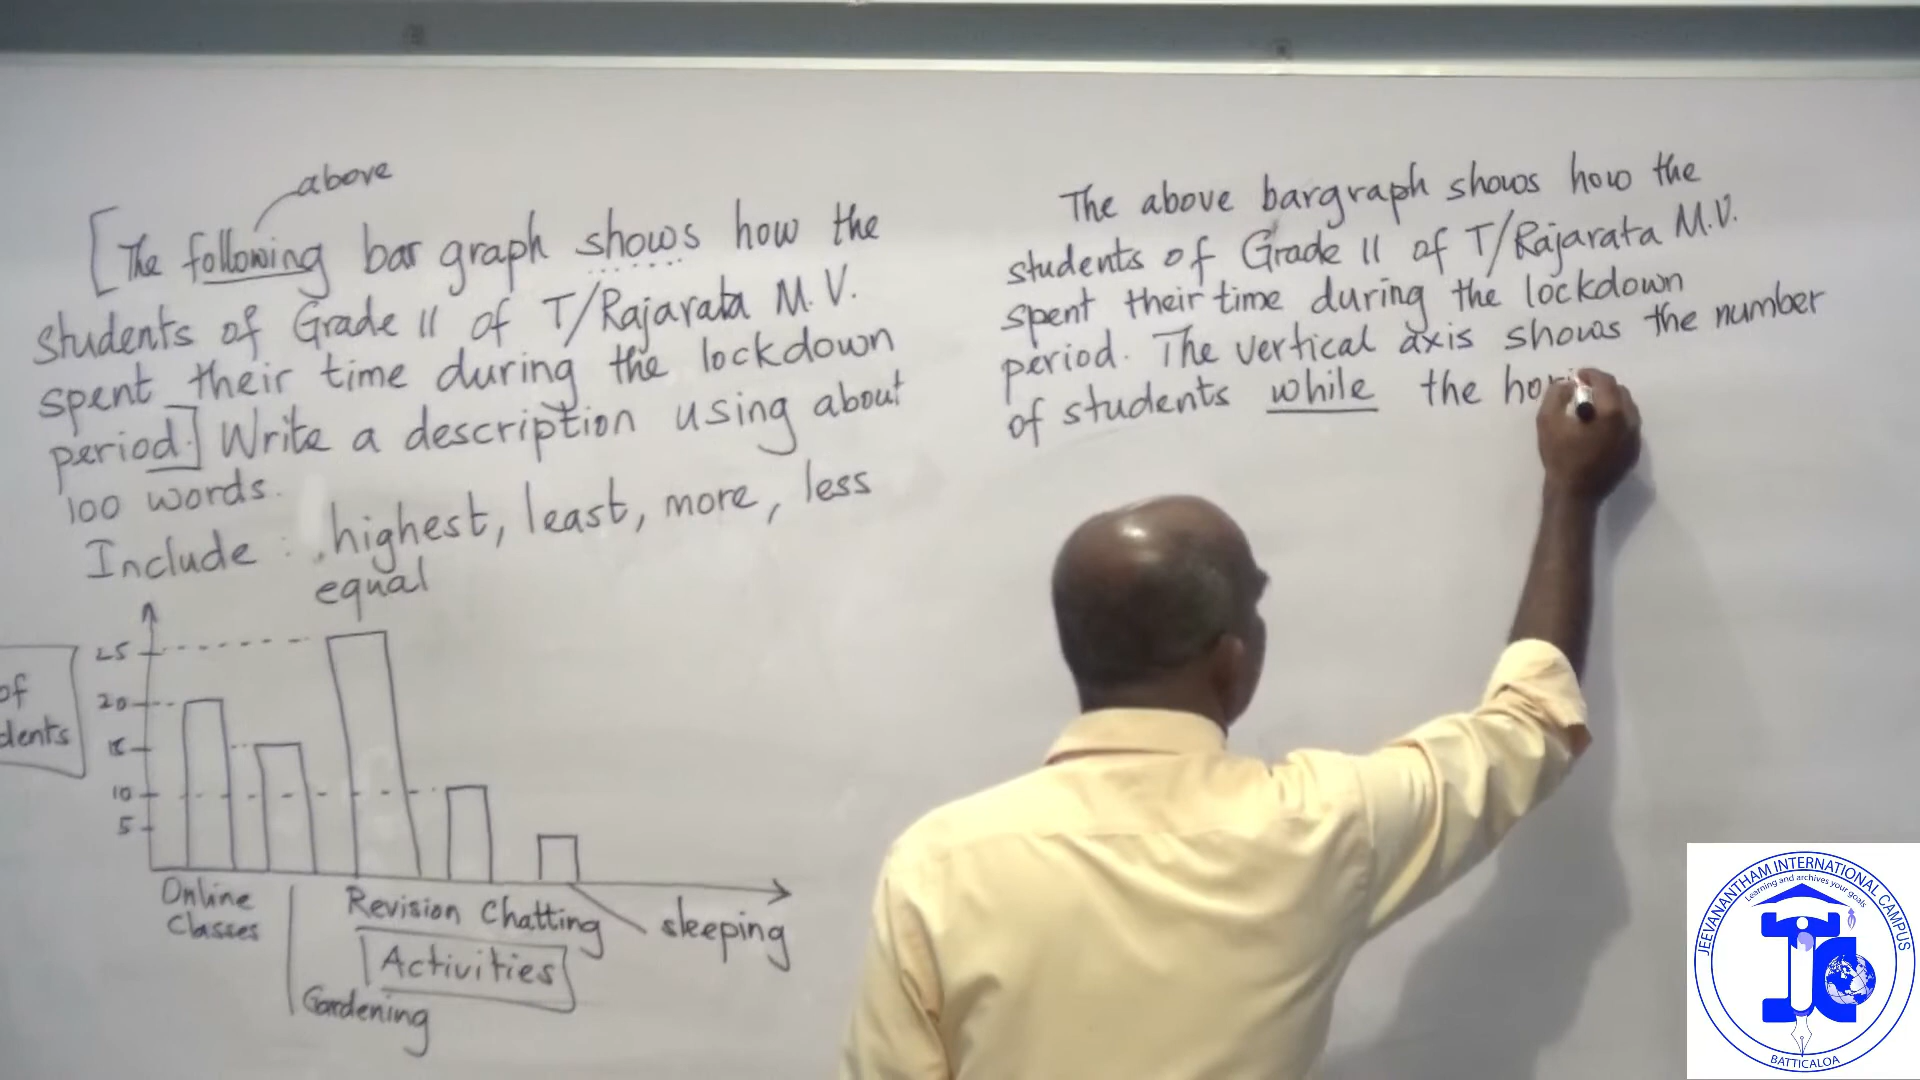 above
[The following bar graph shows how the
students of Grade 11 of T/Rajarata M.V.
spent their time during the lockdown
period.] Write a description using about
100 words.
Include : highest, least, more, less
equal
of
dents
25
20
15
10
5
Online
Classes
Gardening
Revision Chatting
sleeping
Activities
The above bargraph shows how the
students of Grade 11 of T/Rajarata M.V.
spent their time during the lockdown
period. The vertical axis shows the number
of students while the hori
JEEVANANTHAM INTERNATIONAL CAMPUS
Learning and archives your goals
BATTICALOA